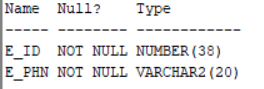 Name Null? Type
----- -------- ------------
E_ID NOT NULL NUMBER(38)
E_PHN NOT NULL VARCHAR2(20)